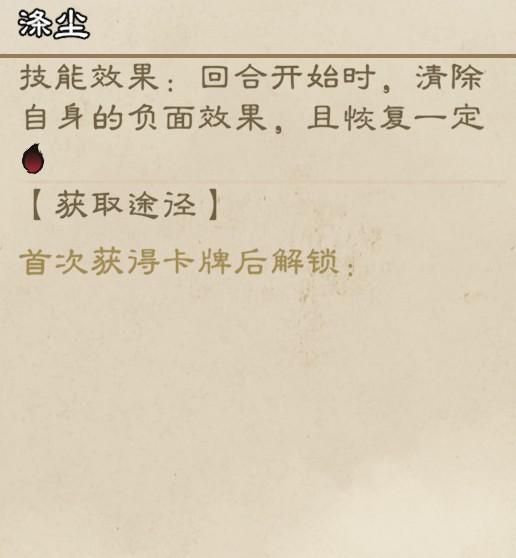 涤尘
技能效果：回合开始时，清除
自身的负面效果，且恢复一定
【获取途径】
首次获得卡牌后解锁：